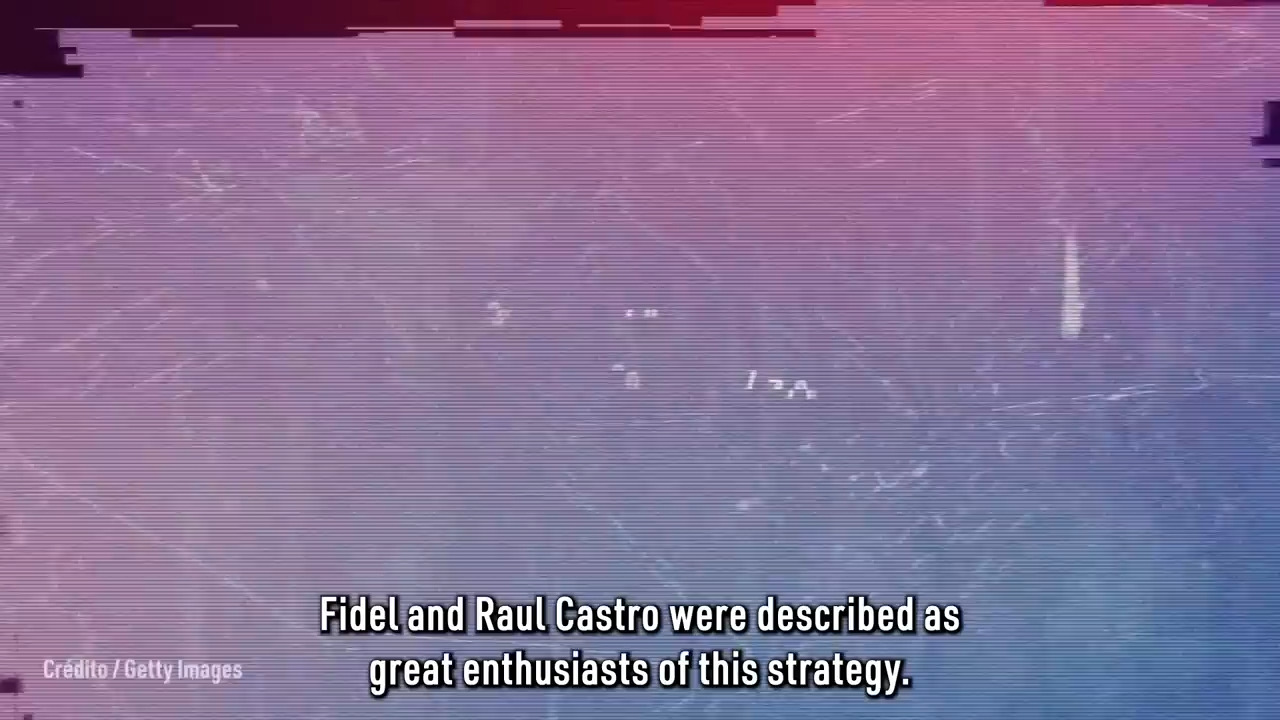 Fidel and Raul Castro were described as
great enthusiasts of this strategy.
Crédito / Getty Images